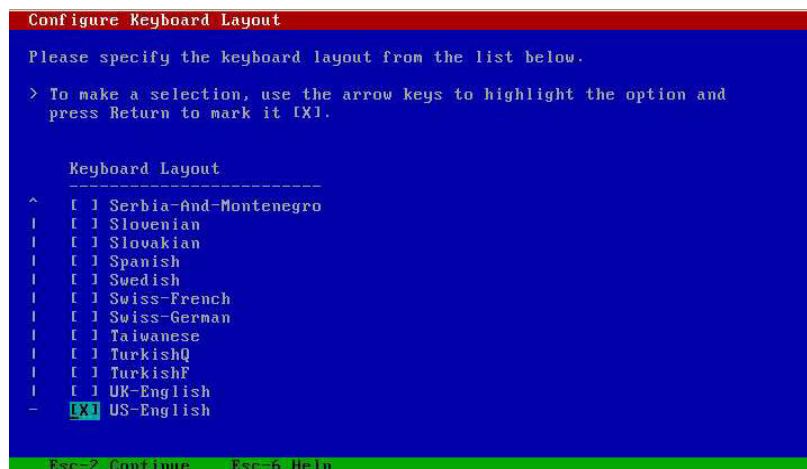 Configure Keyboard Layout
Please specify the keyboard layout from the list below.
> To make a selection, use the arrow keys to highlight the option and
press Return to mark it [X].
Keyboard Layout
-------------------------
^ [ ] Serbia-And-Montenegro
| [ ] Slovenian
| [ ] Slovakian
| [ ] Spanish
| [ ] Swedish
| [ ] Swiss-French
| [ ] Swiss-German
| [ ] Taiwanese
| [ ] TurkishQ
| [ ] TurkishF
| [ ] UK-English
- [X] US-English
Esc-2 Continue Esc-6 Help